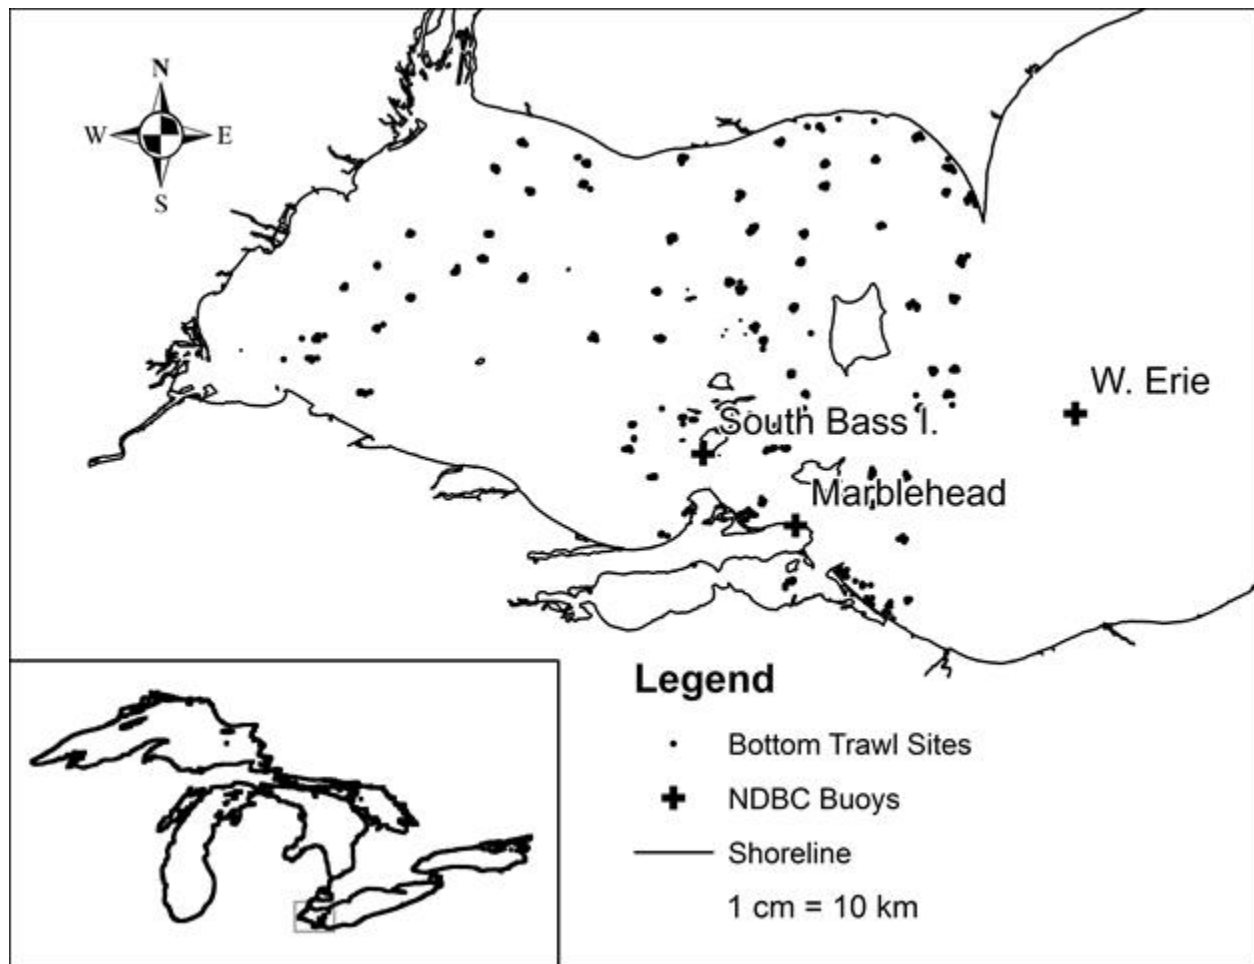 N
W E
S
W. Erie
South Bass I.
Marblehead
Legend
Bottom Trawl Sites
NDBC Buoys
Shoreline
1 cm = 10 km